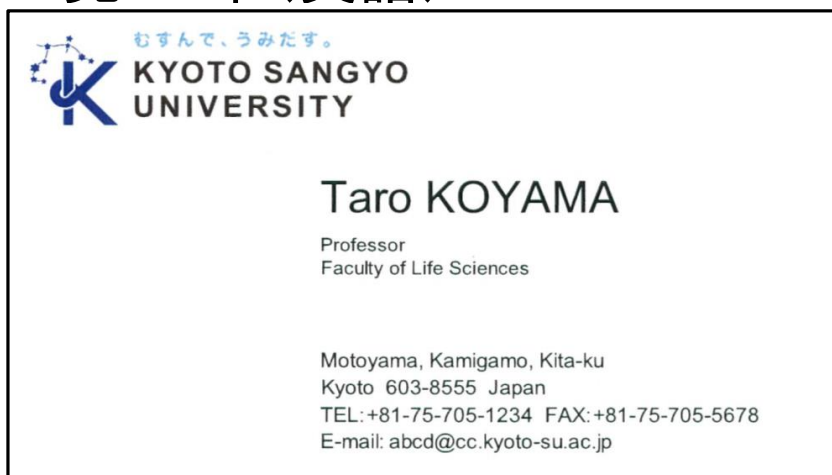 むすんで、うみだす。
KYOTO SANGYO
UNIVERSITY
Taro KOYAMA
Professor
Faculty of Life Sciences
Motoyama, Kamigamo, Kita-ku
Kyoto 603-8555 Japan
TEL:+81-75-705-1234 FAX:+81-75-705-5678
E-mail: abcd@cc.kyoto-su.ac.jp